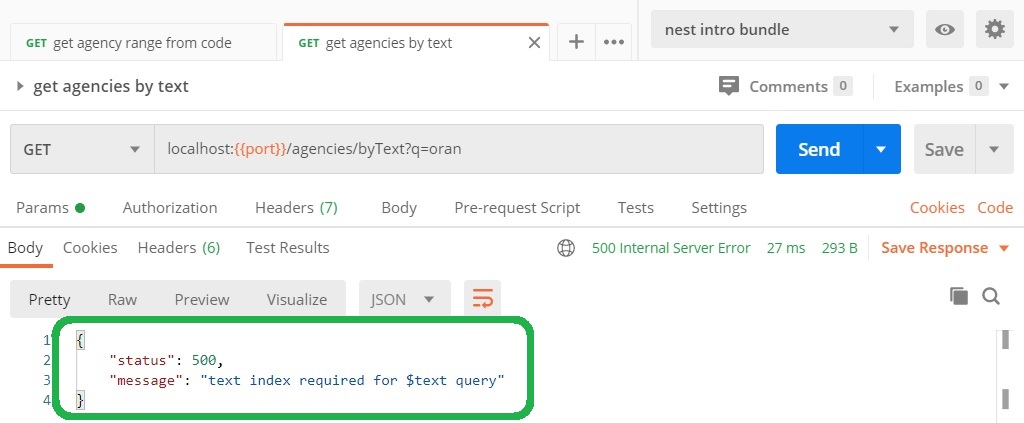 GET get agency range from code
GET get agencies by text
nest intro bundle
get agencies by text
Comments 0
Examples 0
GET
localhost:{{port}}/agencies/byText?q=oran
Send
Save
Params
Authorization
Headers (7)
Body
Pre-request Script
Tests
Settings
Cookies
Code
Body
Cookies
Headers (6)
Test Results
500 Internal Server Error
27 ms
293 B
Save Response
Pretty
Raw
Preview
Visualize
JSON
1 {
2 "status": 500,
3 "message": "text index required for $text query"
4 }